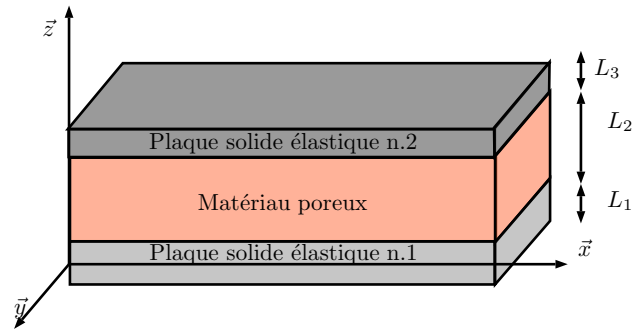 z⃗
L₃
Plaque solide élastique n.2
L₂
Matériau poreux
L₁
Plaque solide élastique n.1
x⃗
y⃗